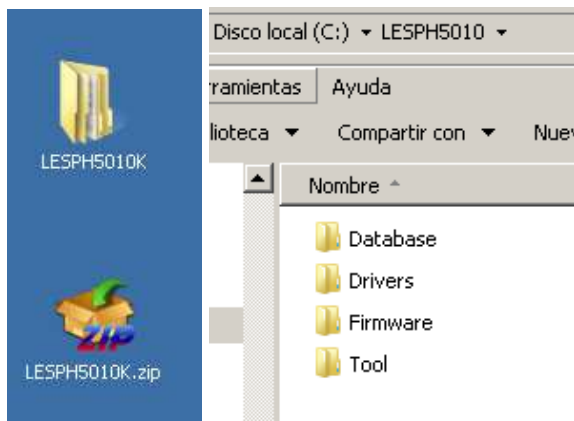 LESPH5010K
LESPH5010K.zip
Disco local (C:) LESPH5010
rramientas Ayuda
lioteca Compartir con Nuev
Nombre
Database
Drivers
Firmware
Tool